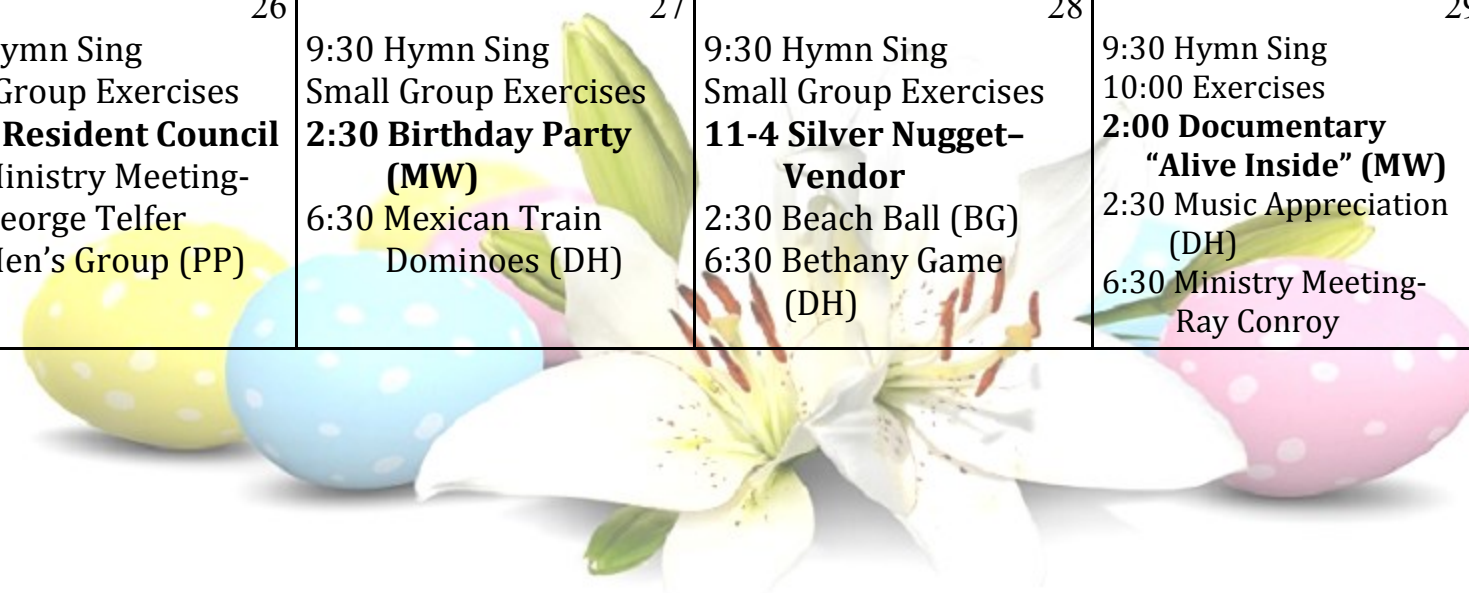 26
ymn Sing
Group Exercises
Resident Council
inistry Meeting-
eorge Telfer
en’s Group (PP)
27
9:30 Hymn Sing
Small Group Exercises
2:30 Birthday Party
(MW)
6:30 Mexican Train
Dominoes (DH)
28
9:30 Hymn Sing
Small Group Exercises
11-4 Silver Nugget–
Vendor
2:30 Beach Ball (BG)
6:30 Bethany Game
(DH)
29
9:30 Hymn Sing
10:00 Exercises
2:00 Documentary
“Alive Inside” (MW)
2:30 Music Appreciation
(DH)
6:30 Ministry Meeting-
Ray Conroy